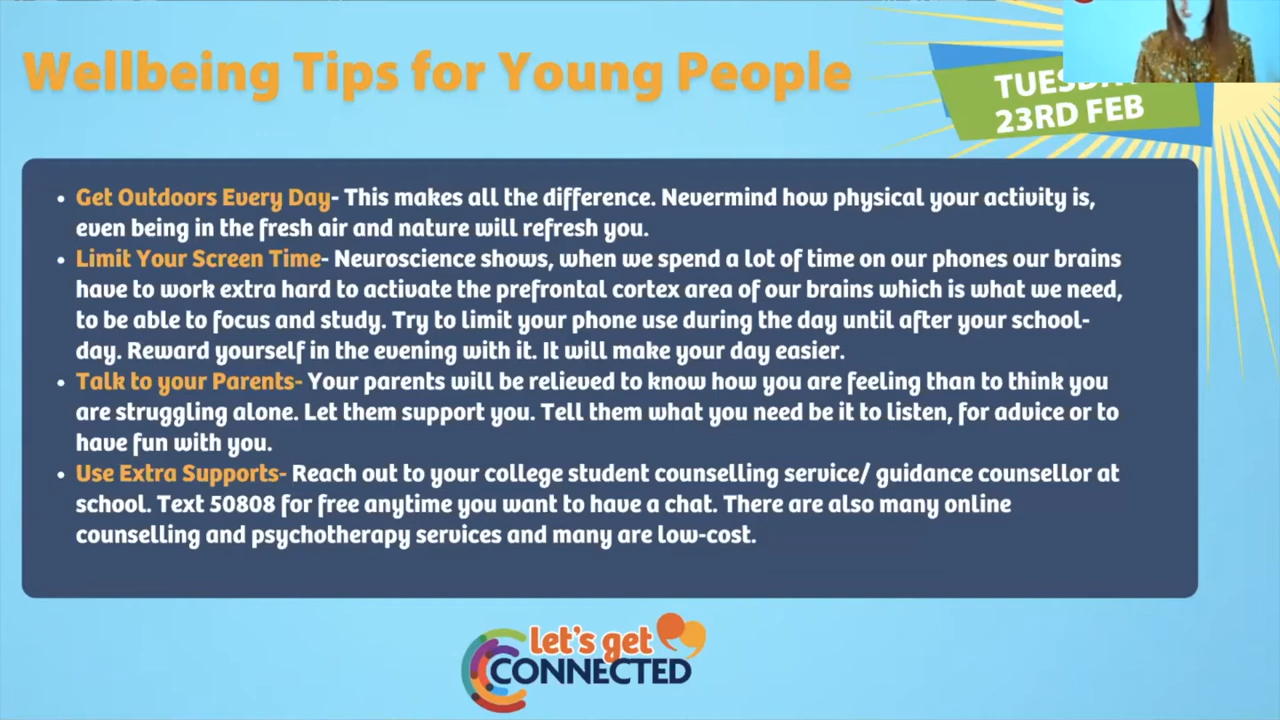 Wellbeing Tips for Young People
TUESDAY
23RD FEB
• Get Outdoors Every Day- This makes all the difference. Nevermind how physical your activity is,
even being in the fresh air and nature will refresh you.
• Limit Your Screen Time- Neuroscience shows, when we spend a lot of time on our phones our brains
have to work extra hard to activate the prefrontal cortex area of our brains which is what we need,
to be able to focus and study. Try to limit your phone use during the day until after your school-
day. Reward yourself in the evening with it. It will make your day easier.
• Talk to your Parents- Your parents will be relieved to know how you are feeling than to think you
are struggling alone. Let them support you. Tell them what you need be it to listen, for advice or to
have fun with you.
• Use Extra Supports- Reach out to your college student counselling service/ guidance counsellor at
school. Text 50808 for free anytime you want to have a chat. There are also many online
counselling and psychotherapy services and many are low-cost.
let's get
CONNECTED